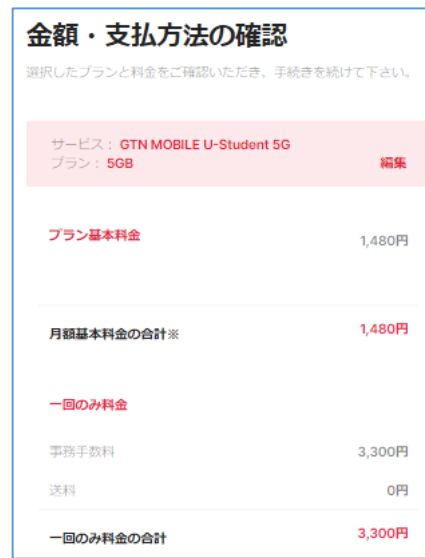 金額・支払方法の確認
選択したプランと料金をご確認いただき、手続きを続けて下さい。
サービス： GTN MOBILE U-Student 5G
プラン： 5GB 編集
プラン基本料金 1,480円
月額基本料金の合計※ 1,480円
一回のみ料金
事務手数料 3,300円
送料 0円
一回のみ料金の合計 3,300円